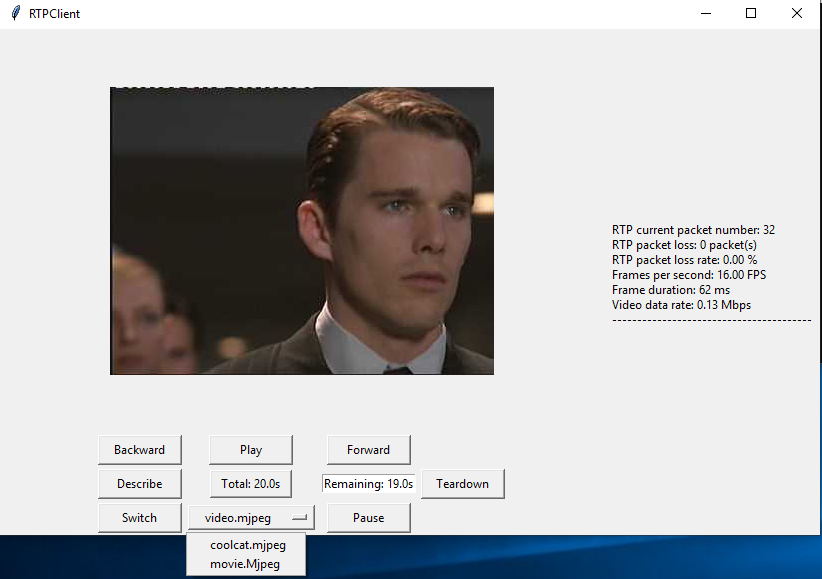 RTPClient
RTP current packet number: 32
RTP packet loss: 0 packet(s)
RTP packet loss rate: 0.00 %
Frames per second: 16.00 FPS
Frame duration: 62 ms
Video data rate: 0.13 Mbps
----------------------------------------
Backward Play Forward
Describe Total: 20.0s Remaining: 19.0s Teardown
Switch video.mjpeg Pause
coolcat.mjpeg
movie.Mjpeg